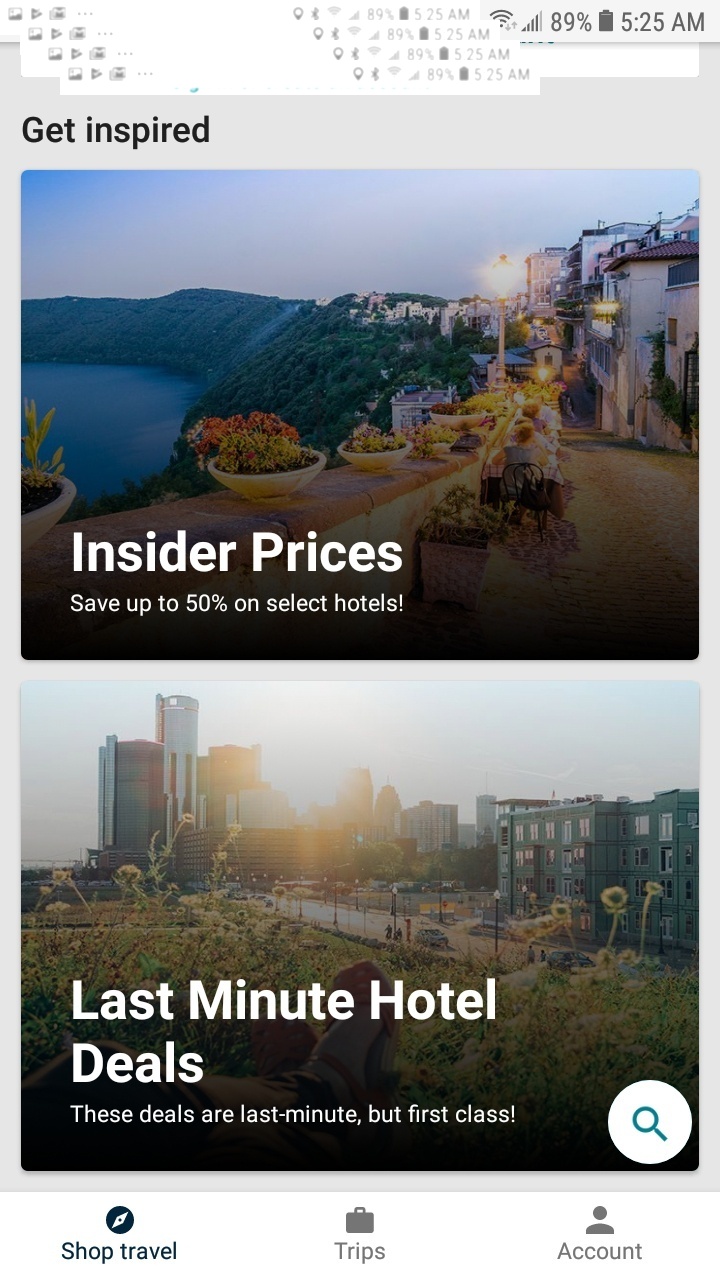 89% 5:25 AM
89% 5:25 AM
89% 5:25 AM
89% 5:25 AM
89% 5:25 AM
Get inspired
Insider Prices
Save up to 50% on select hotels!
Last Minute Hotel
Deals
These deals are last-minute, but first class!
Shop travel
Trips
Account